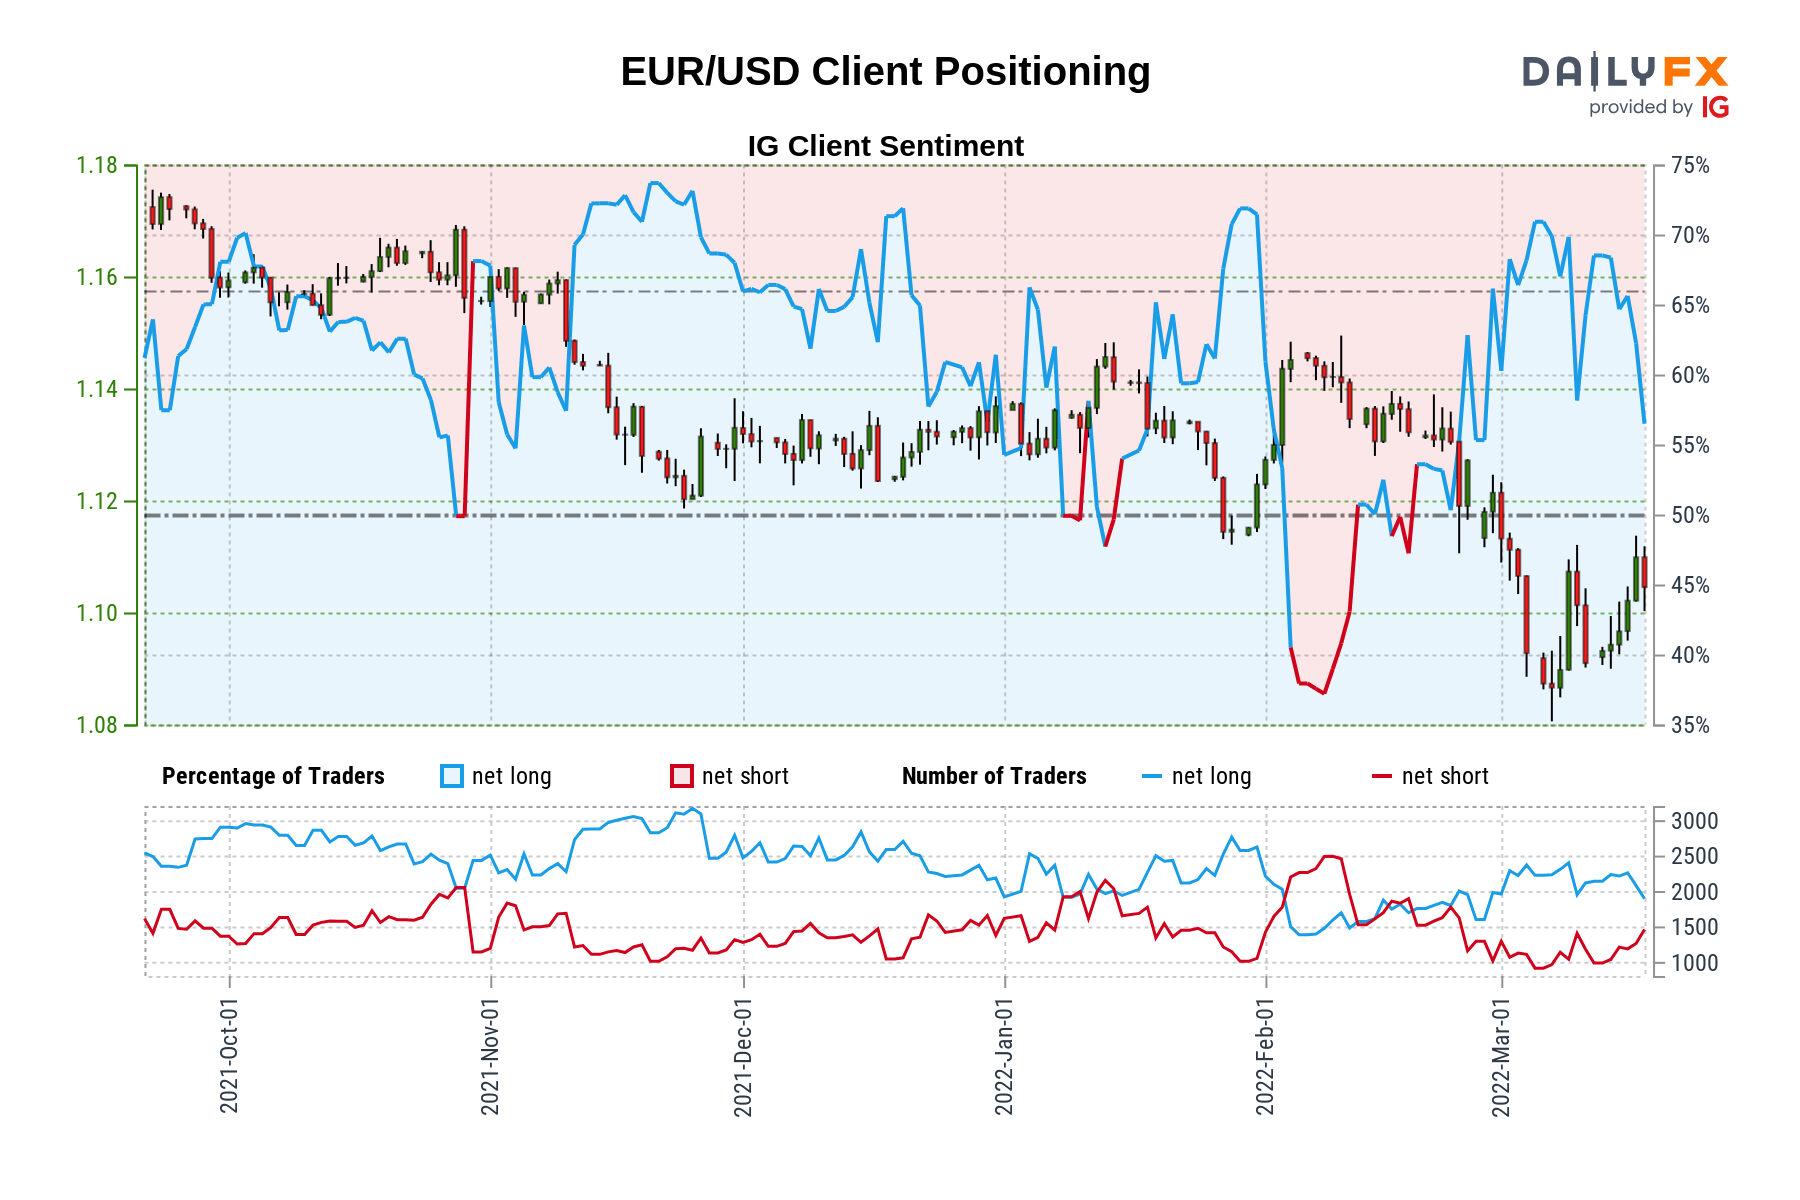 EUR/USD Client Positioning
DAILYFX
provided by IG
IG Client Sentiment
1.18
1.16
1.14
1.12
1.10
1.08
75%
70%
65%
60%
55%
50%
45%
40%
35%
Percentage of Traders net long net short Number of Traders net long net short
3000
2500
2000
1500
1000
2021-Oct-01
2021-Nov-01
2021-Dec-01
2022-Jan-01
2022-Feb-01
2022-Mar-01